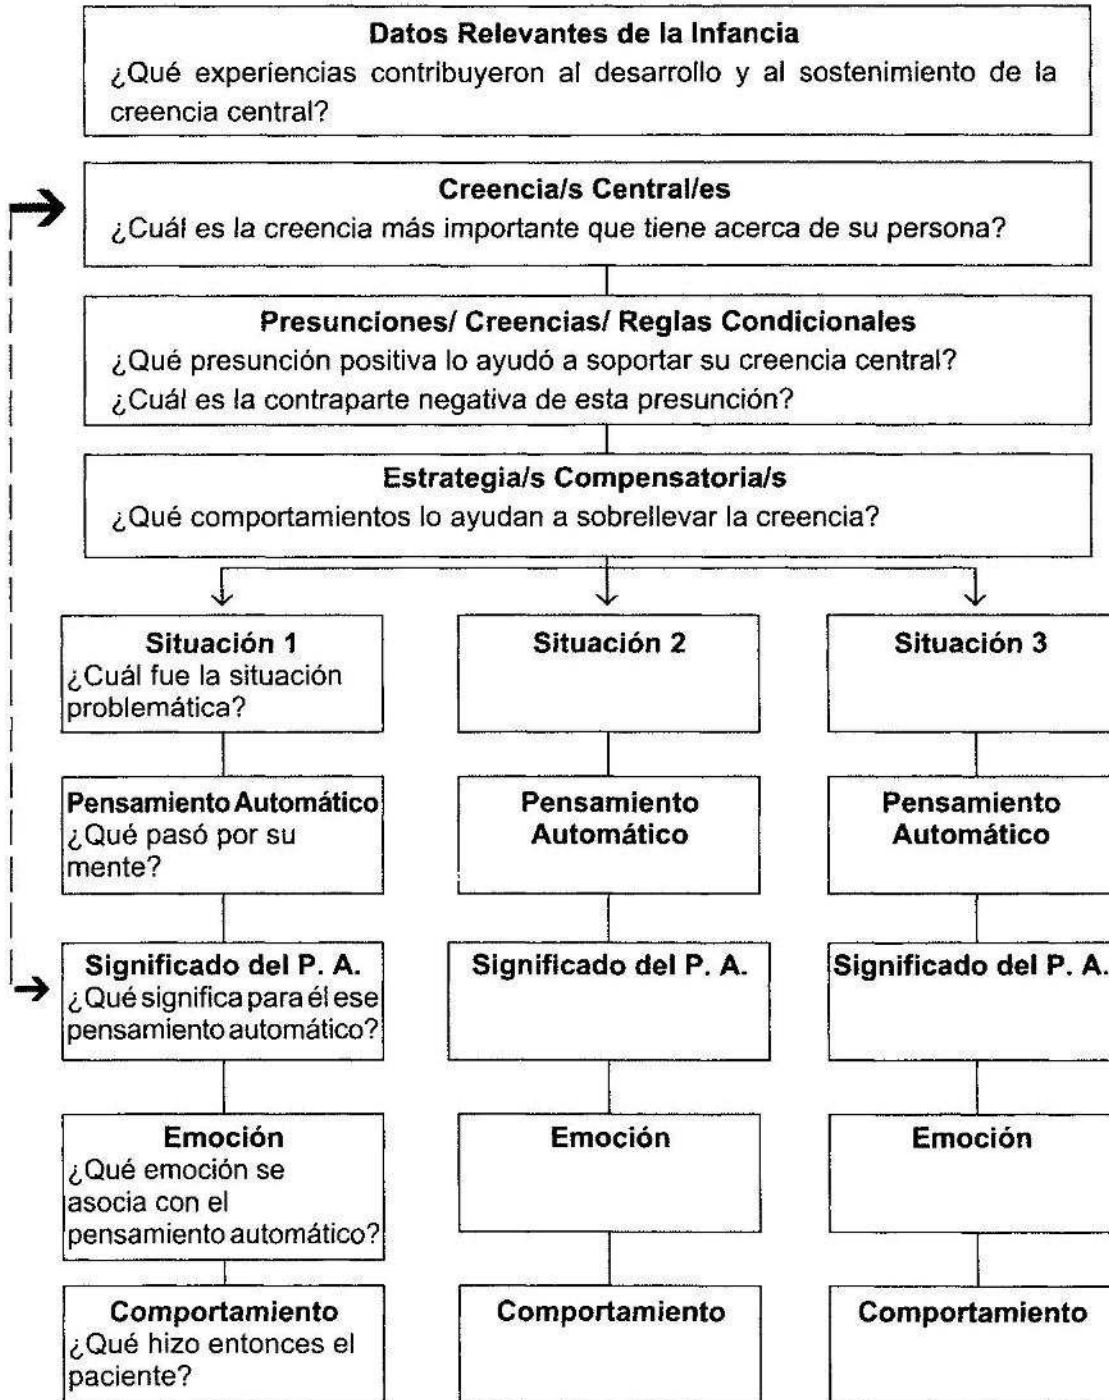 Datos Relevantes de la Infancia
¿Qué experiencias contribuyeron al desarrollo y al sostenimiento de la
creencia central?
Creencia/s Central/es
¿Cuál es la creencia más importante que tiene acerca de su persona?
Presunciones/ Creencias/ Reglas Condicionales
¿Qué presunción positiva lo ayudó a soportar su creencia central?
¿Cuál es la contraparte negativa de esta presunción?
Estrategia/s Compensatoria/s
¿Qué comportamientos lo ayudan a sobrellevar la creencia?
Situación 1
¿Cuál fue la situación
problemática?
Situación 2
Situación 3
Pensamiento Automático
¿Qué pasó por su
mente?
Pensamiento
Automático
Pensamiento
Automático
Significado del P. A.
¿Qué significa para él ese
pensamiento automático?
Significado del P. A.
Significado del P. A.
Emoción
¿Qué emoción se
asocia con el
pensamiento automático?
Emoción
Emoción
Comportamiento
¿Qué hizo entonces el
paciente?
Comportamiento
Comportamiento